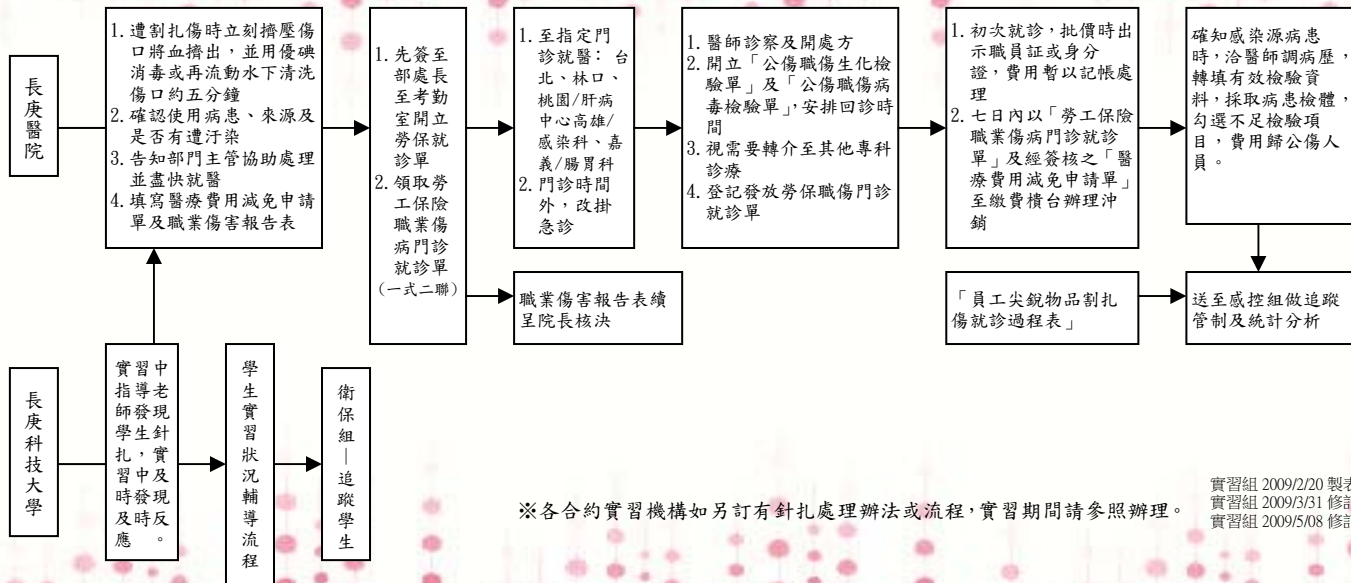 長庚醫院
1. 遭割扎傷時立刻擠壓傷
口將血擠出，並用優碘
消毒或再流動水下清洗
傷口約五分鐘
2. 確認使用病患、來源及
是否有遭汙染
3. 告知部門主管協助處理
並盡快就醫
4. 填寫醫療費用減免申請
單及職業傷害報告表
1. 先簽至
部處長
至考勤
室開立
勞保就
診單
2. 領取勞
工保險
職業傷
病門診
就診單
(一式二聯)
1. 至指定門
診就醫：台
北、林口、
桃園/肝病
中心高雄/
感染科、嘉
義/腸胃科
2. 門診時間
外，改掛
急診
職業傷害報告表續
呈院長核決
1. 醫師診察及開處方
2. 開立「公傷職傷生化檢
驗單」及「公傷職傷病
毒檢驗單」,安排回診時
間
3. 視需要轉介至其他專科
診療
4. 登記發放勞保職傷門診
就診單
1. 初次就診，批價時出
示職員証或身分
證，費用暫以記帳處
理
2. 七日內以「勞工保險
職業傷病門診就診
單」及經簽核之「醫
療費用減免申請單」
至繳費櫃台辦理沖
銷
確知感染源病患
時，洽醫師調病歷，
轉填有效檢驗資
料，採取病患檢體，
勾選不足檢驗項
目，費用歸公傷人
員。
「員工尖銳物品割扎
傷就診過程表」
送至感控組做追蹤
管制及統計分析
長庚科技大學
實習中
指導老
師發現
學生針
扎，實
習中及
時發現
及時反
應。
學生實習狀況輔導流程
衛保組｜追蹤學生
※各合約實習機構如另訂有針扎處理辦法或流程,實習期間請參照辦理。
實習組 2009/2/20 製表
實習組 2009/3/31 修訂
實習組 2009/5/08 修訂